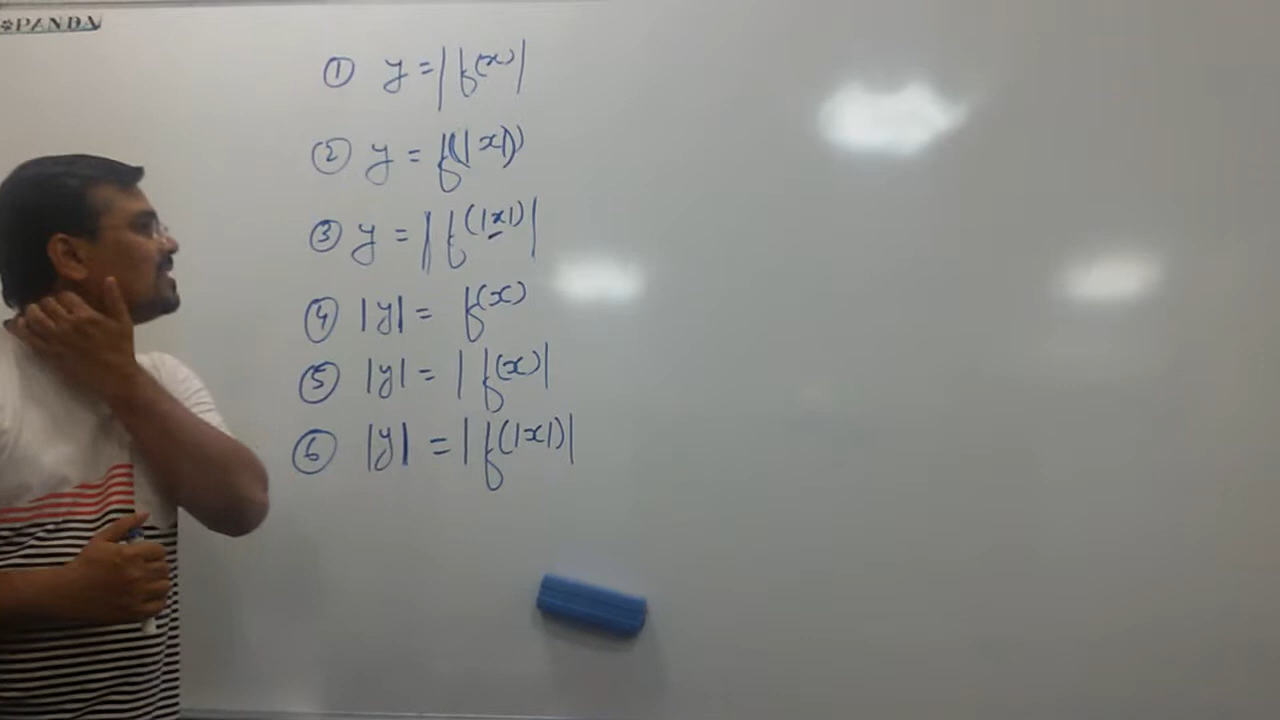 PANDA
① y = |f(x)|
② y = f(|x|)
③ y = |f(|x|)|
④ |y| = f(x)
⑤ |y| = |f(x)|
⑥ |y| = |f(|x|)|